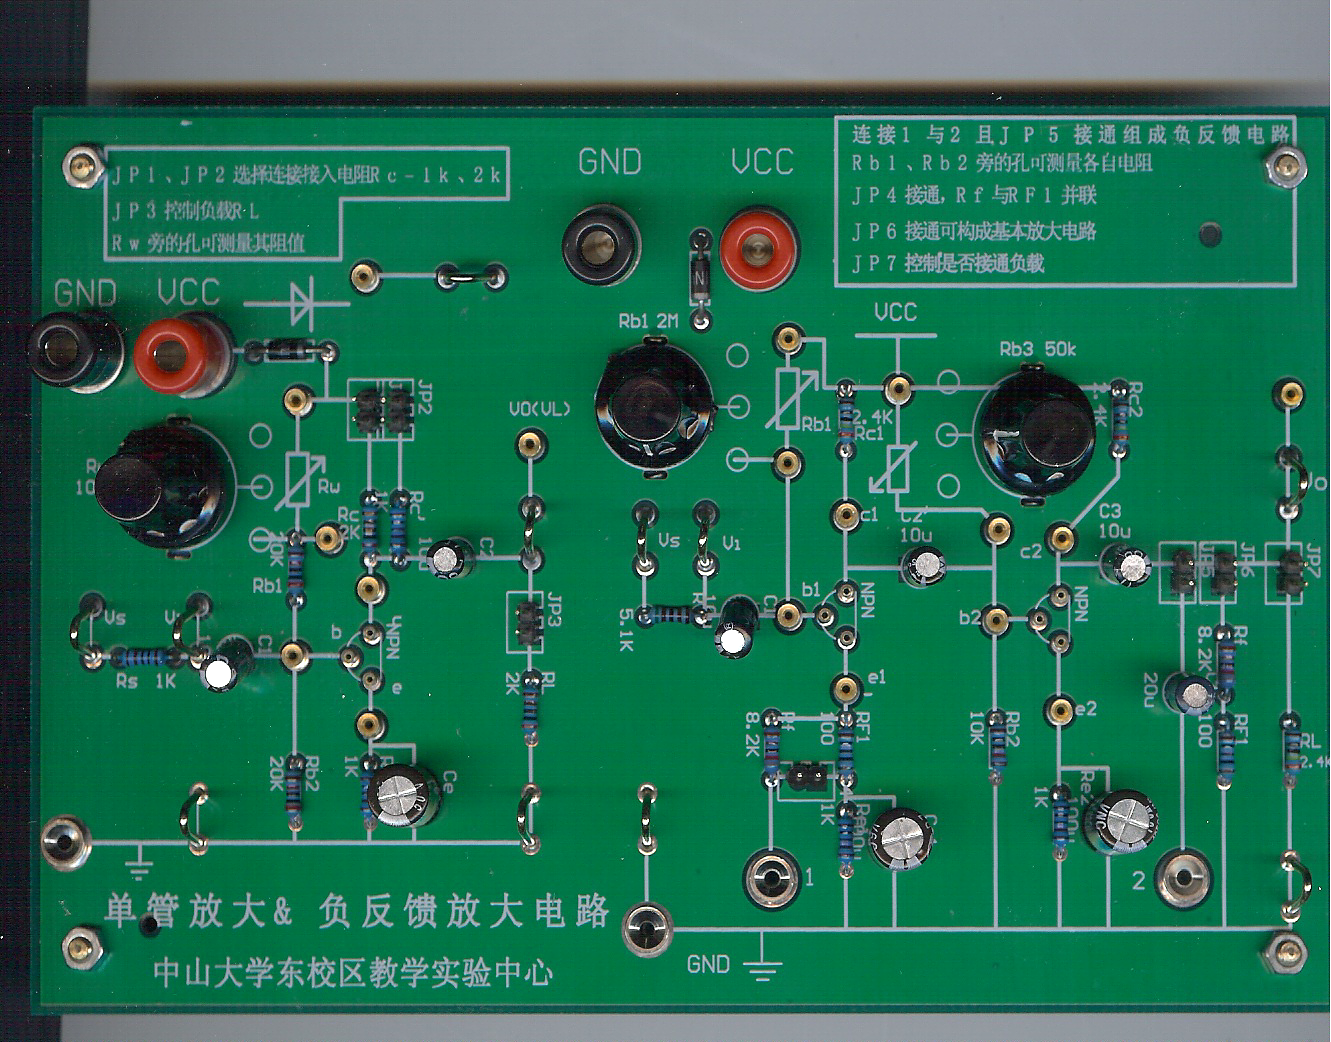 JP1、JP2 选择连接接入电阻Rc-1k、2k
JP3 控制负载RL
Rw 旁的孔可测量其阻值
GND
VCC
连接1 与2 且JP5 接通组成负反馈电路
Rb1、Rb2 旁的孔可测量各自电阻
JP4 接通，Rf 与RF1 并联
JP6 接通可构成基本放大电路
JP7 控制是否接通负载
GND
VCC
VCC
Rb1 2M
Rb3 50k
JP2
VO(VL)
Rb1
2.4K
Rc1
Rc2
Rw
Rc
2K
1K
Rc'
C2
10K
Rb1
Vs
Rs 1K
C1
b
NPN
e
JP3
2K
RL
20K
Rb2
1K
Ce
Vs
Vi
5.1K
b1
NPN
c1
C2'
10u
C3
10u
c2
b2
NPN
e1
e2
JP5
JP6
JP7
Rf
8.2K
20u
100
RF1
RL
2.4K
Rf
8.2K
100
RF1
1K
10K
Rb2
1K
Re2
100u
1
2
GND
单管放大& 负反馈放大电路
中山大学东校区教学实验中心